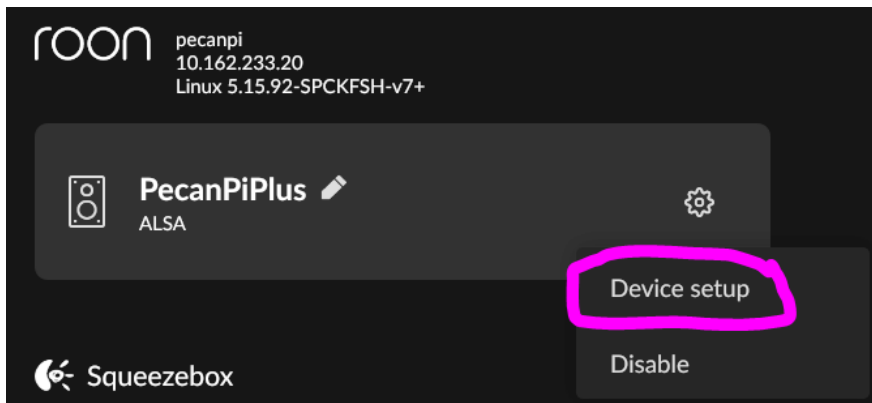 roon
pecanpi
10.162.233.20
Linux 5.15.92-SPCKFSH-v7+
PecanPiPlus
ALSA
Device setup
Disable
Squeezebox